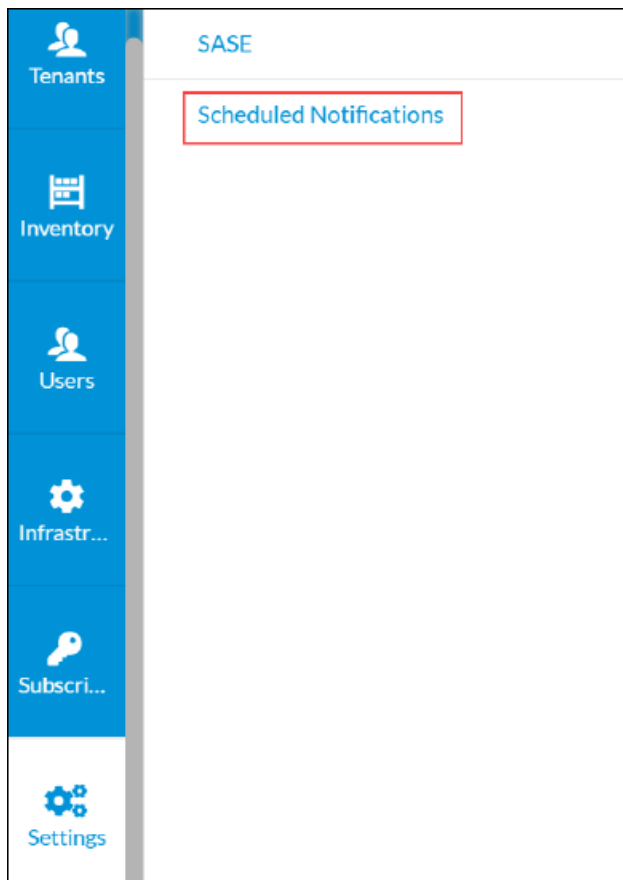 Tenants
Inventory
Users
Infrastr...
Subscri...
Settings
SASE
Scheduled Notifications